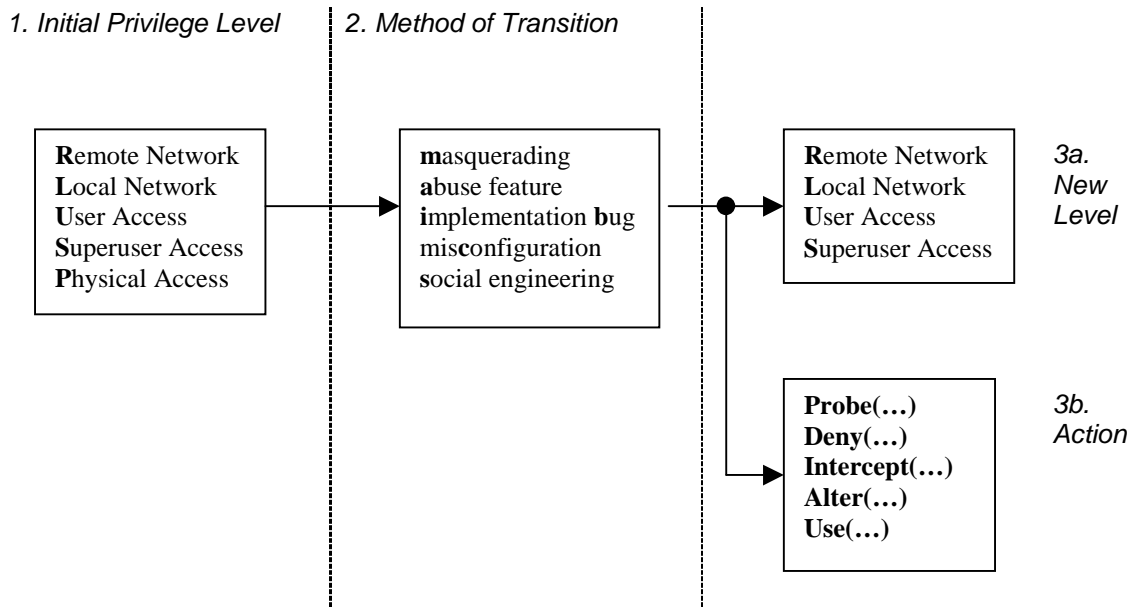 1. Initial Privilege Level
2. Method of Transition
Remote Network
Local Network
User Access
Superuser Access
Physical Access
masquerading
abuse feature
implementation bug
misconfiguration
social engineering
Remote Network
Local Network
User Access
Superuser Access
3a.
New
Level
Probe(…)
Deny(…)
Intercept(…)
Alter(…)
Use(…)
3b.
Action